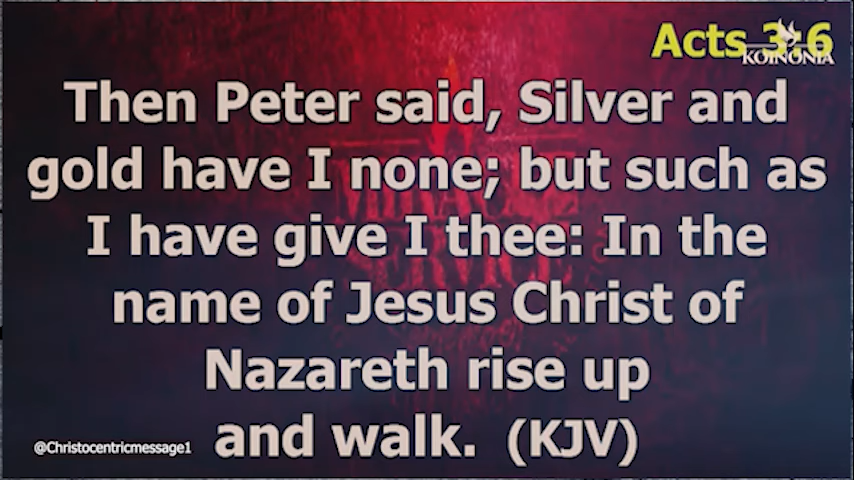 Acts 3:6
KOINONIA
Then Peter said, Silver and
gold have I none; but such as
I have give I thee: In the
name of Jesus Christ of
Nazareth rise up
and walk. (KJV)
@Christocentricmessage1